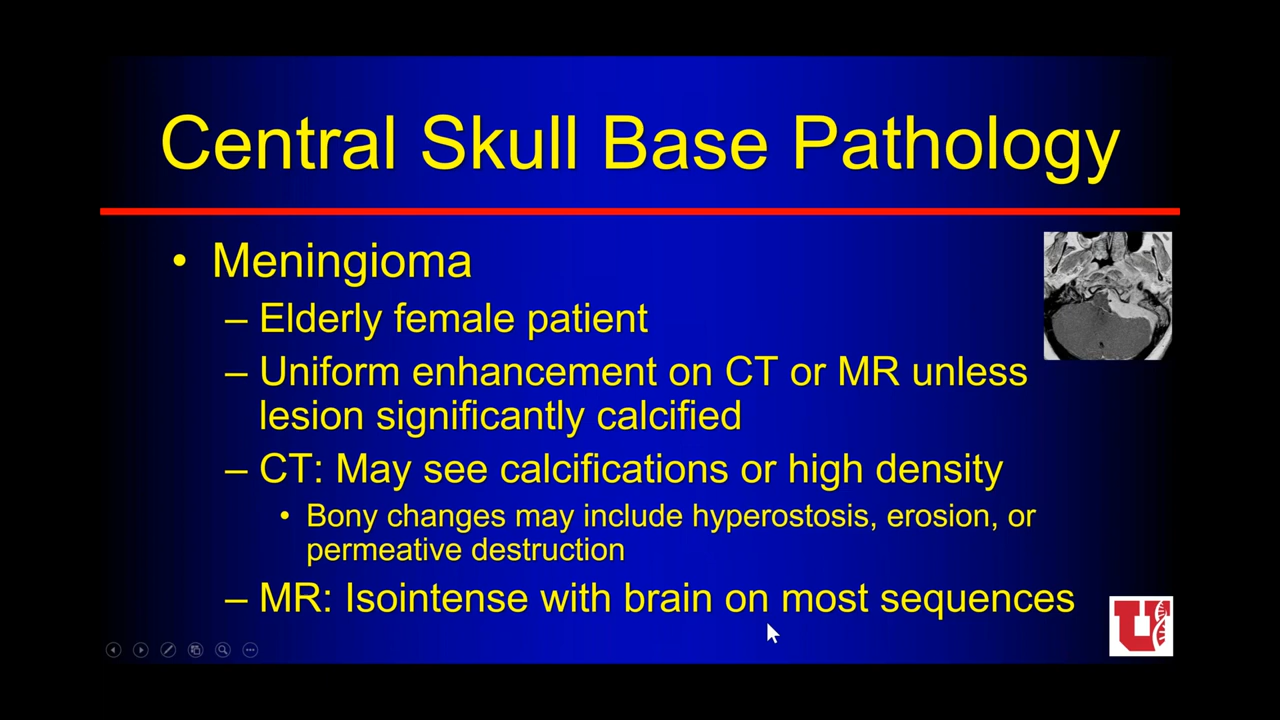 Central Skull Base Pathology
• Meningioma
– Elderly female patient
– Uniform enhancement on CT or MR unless
lesion significantly calcified
– CT: May see calcifications or high density
• Bony changes may include hyperostosis, erosion, or
permeative destruction
– MR: Isointense with brain on most sequences
U